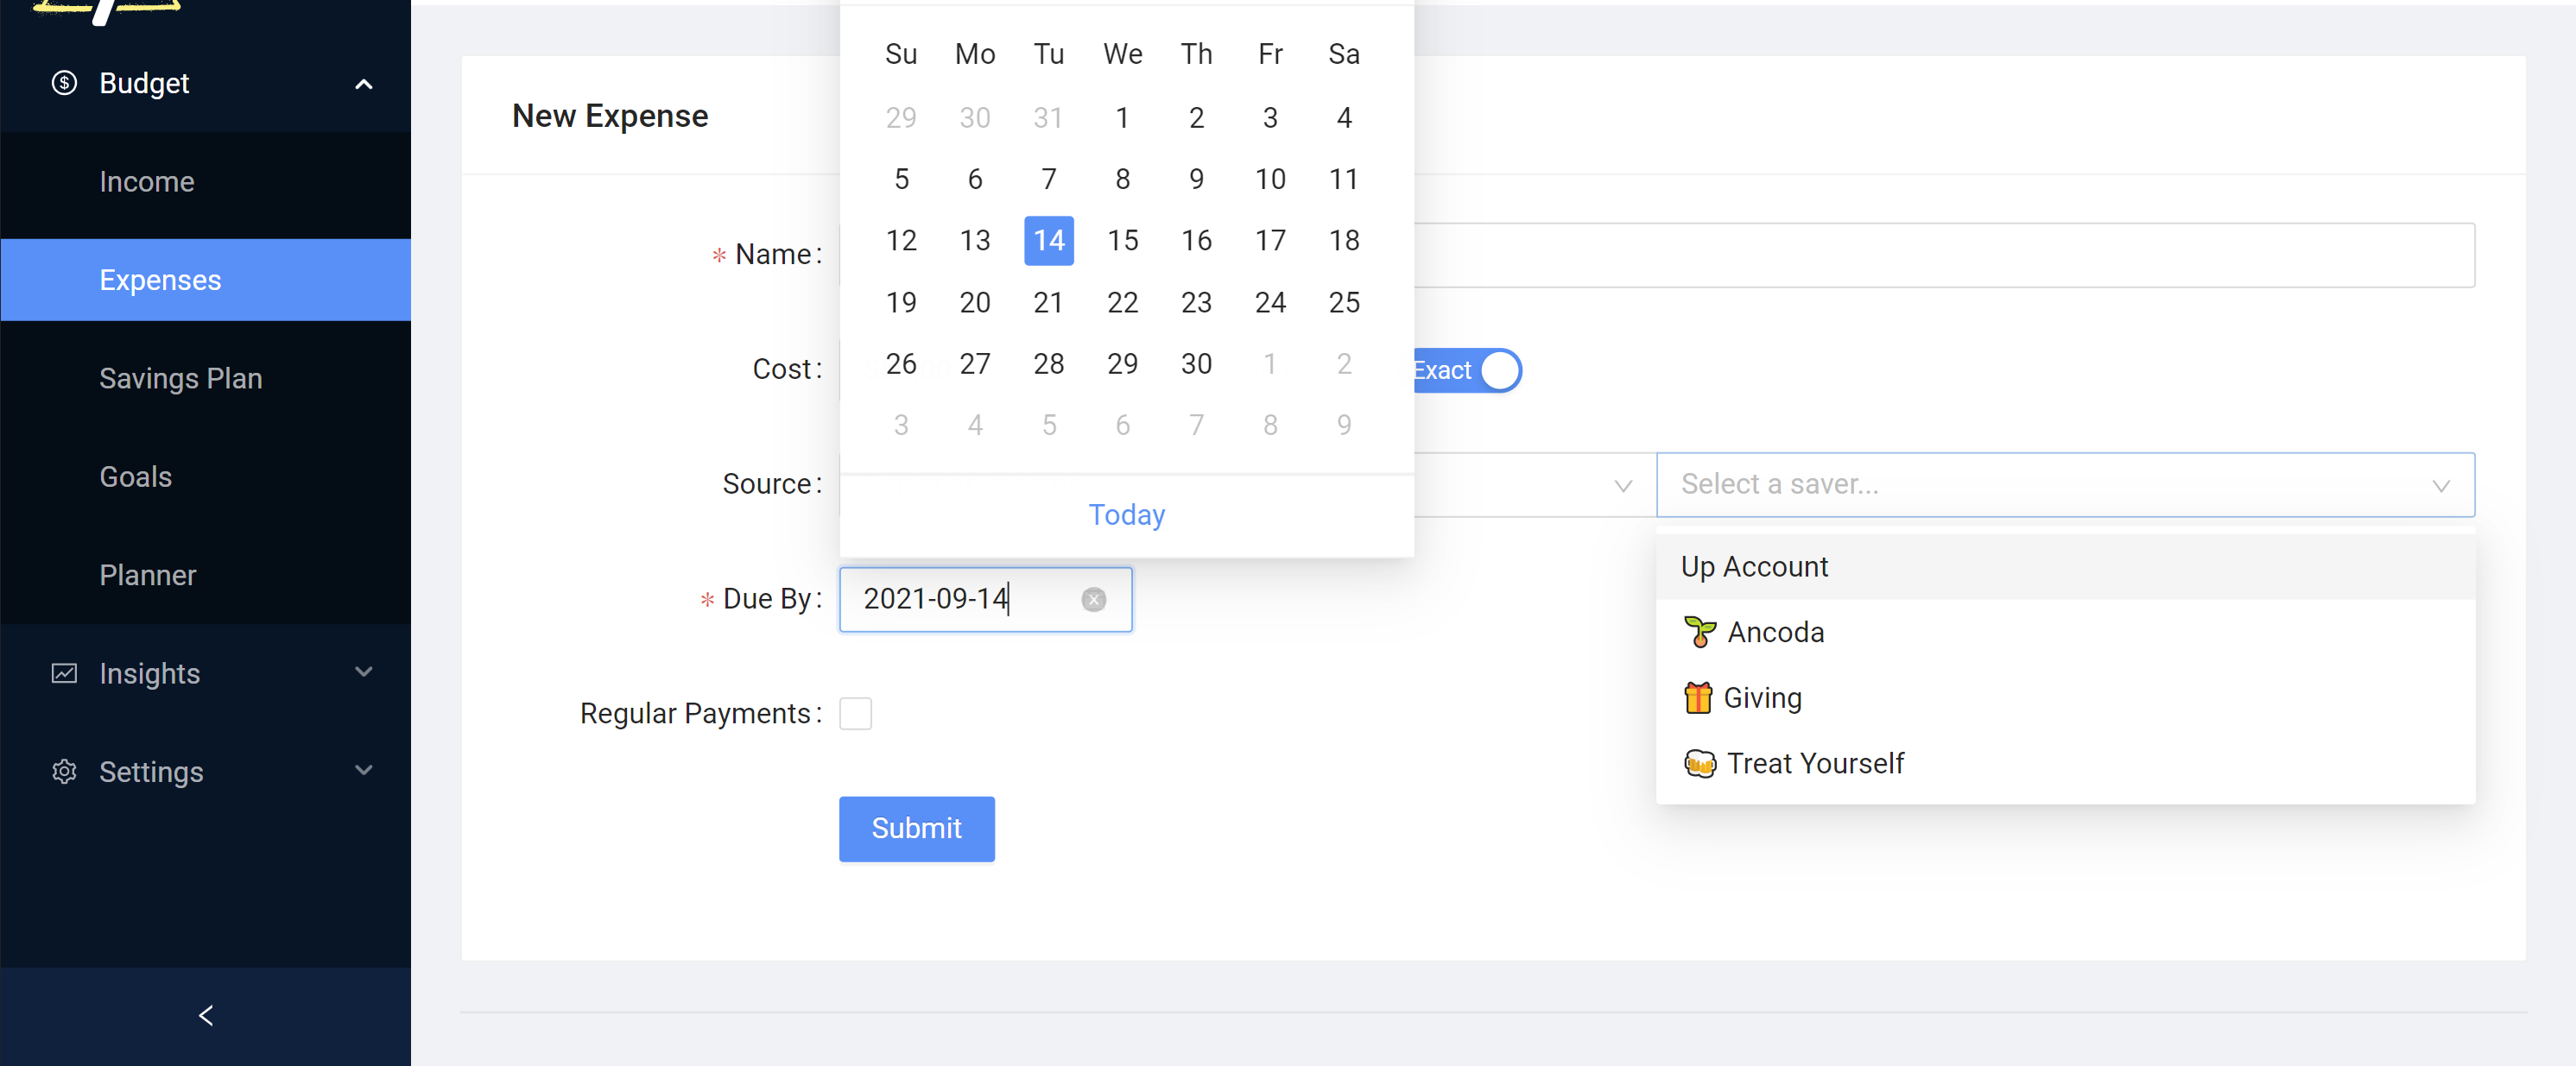 Budget
Income
Expenses
Savings Plan
Goals
Planner
Insights
Settings
New Expense
Su Mo Tu We Th Fr Sa
29 30 31 1 2 3 4
5 6 7 8 9 10 11
12 13 14 15 16 17 18
19 20 21 22 23 24 25
26 27 28 29 30 1 2
3 4 5 6 7 8 9
Today
* Name:
Cost:
Exact
Source:
Select a saver...
Up Account
Ancoda
Giving
Treat Yourself
* Due By: 2021-09-14
Regular Payments:
Submit